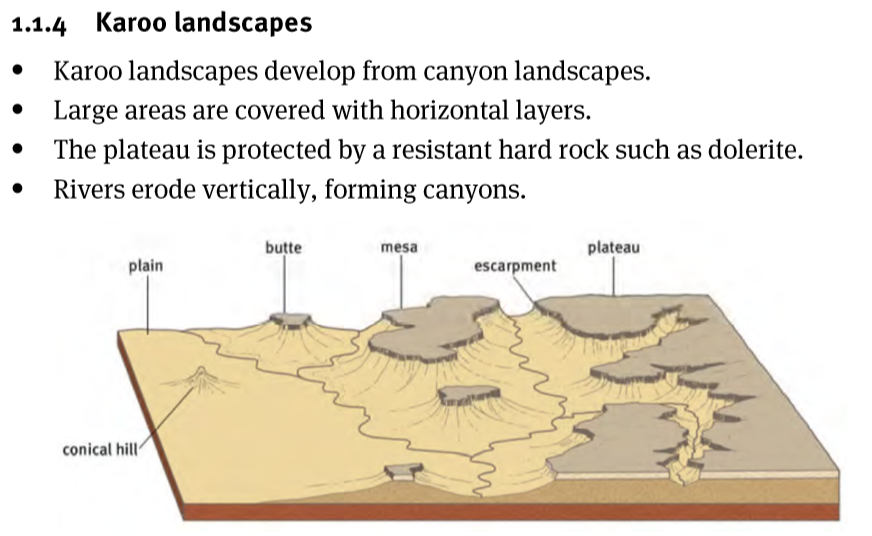 1.1.4 Karoo landscapes
• Karoo landscapes develop from canyon landscapes.
• Large areas are covered with horizontal layers.
• The plateau is protected by a resistant hard rock such as dolerite.
• Rivers erode vertically, forming canyons.
butte
mesa
plateau
plain
escarpment
conical hill